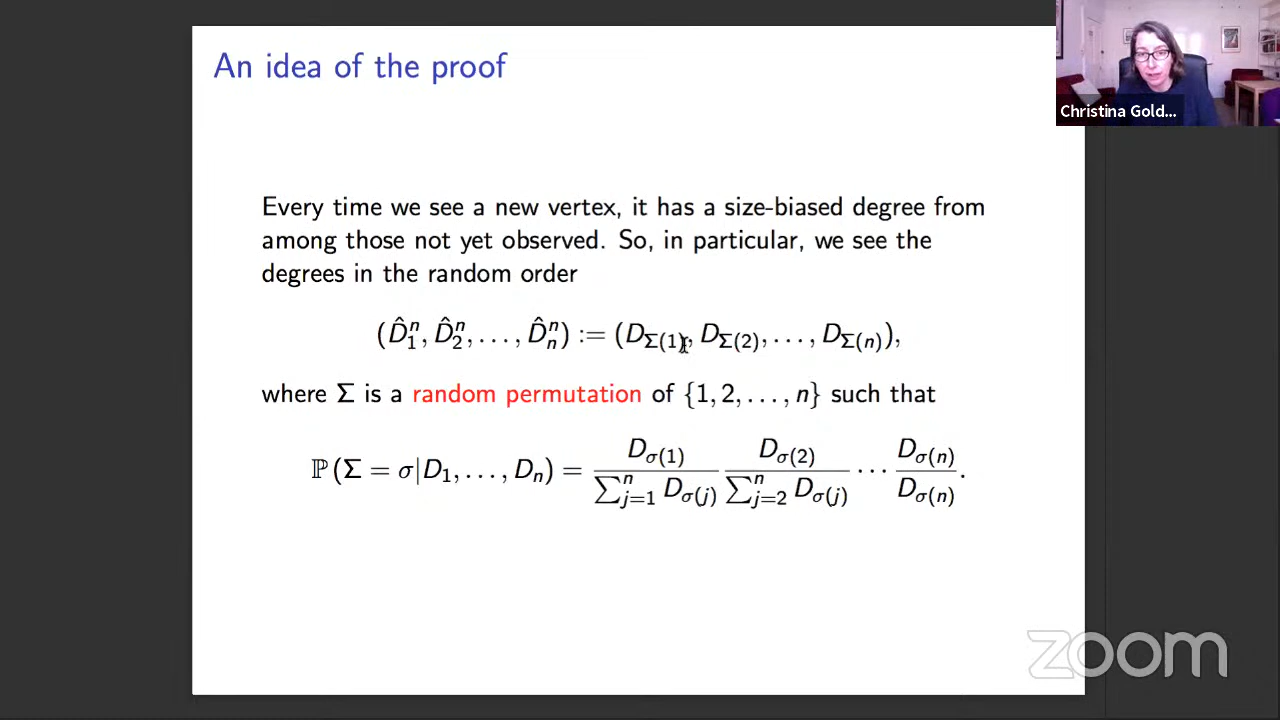 An idea of the proof
Christina Gold...
Every time we see a new vertex, it has a size-biased degree from
among those not yet observed. So, in particular, we see the
degrees in the random order
(D̂₁ⁿ, D̂₂ⁿ, . . . , D̂ₙⁿ) := (D_Σ(1), D_Σ(2), . . . , D_Σ(n)),
where Σ is a random permutation of {1, 2, . . . , n} such that
ℙ (Σ = σ|D₁, . . . , Dₙ) = D_σ(1) / ∑ⁿ_{j=1} D_σ(j) D_σ(2) / ∑ⁿ_{j=2} D_σ(j) ⋯ D_σ(n) / D_σ(n).
zoom